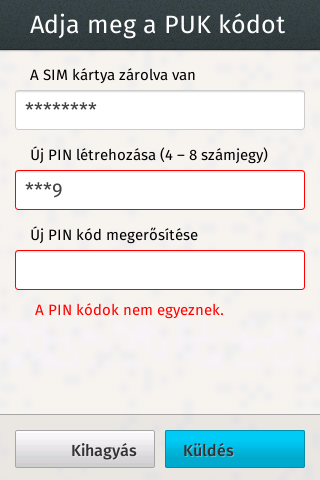 Adja meg a PUK kódot
A SIM kártya zárolva van
********
Új PIN létrehozása (4 – 8 számjegy)
***9
Új PIN kód megerősítése
A PIN kódok nem egyeznek.
Kihagyás
Küldés